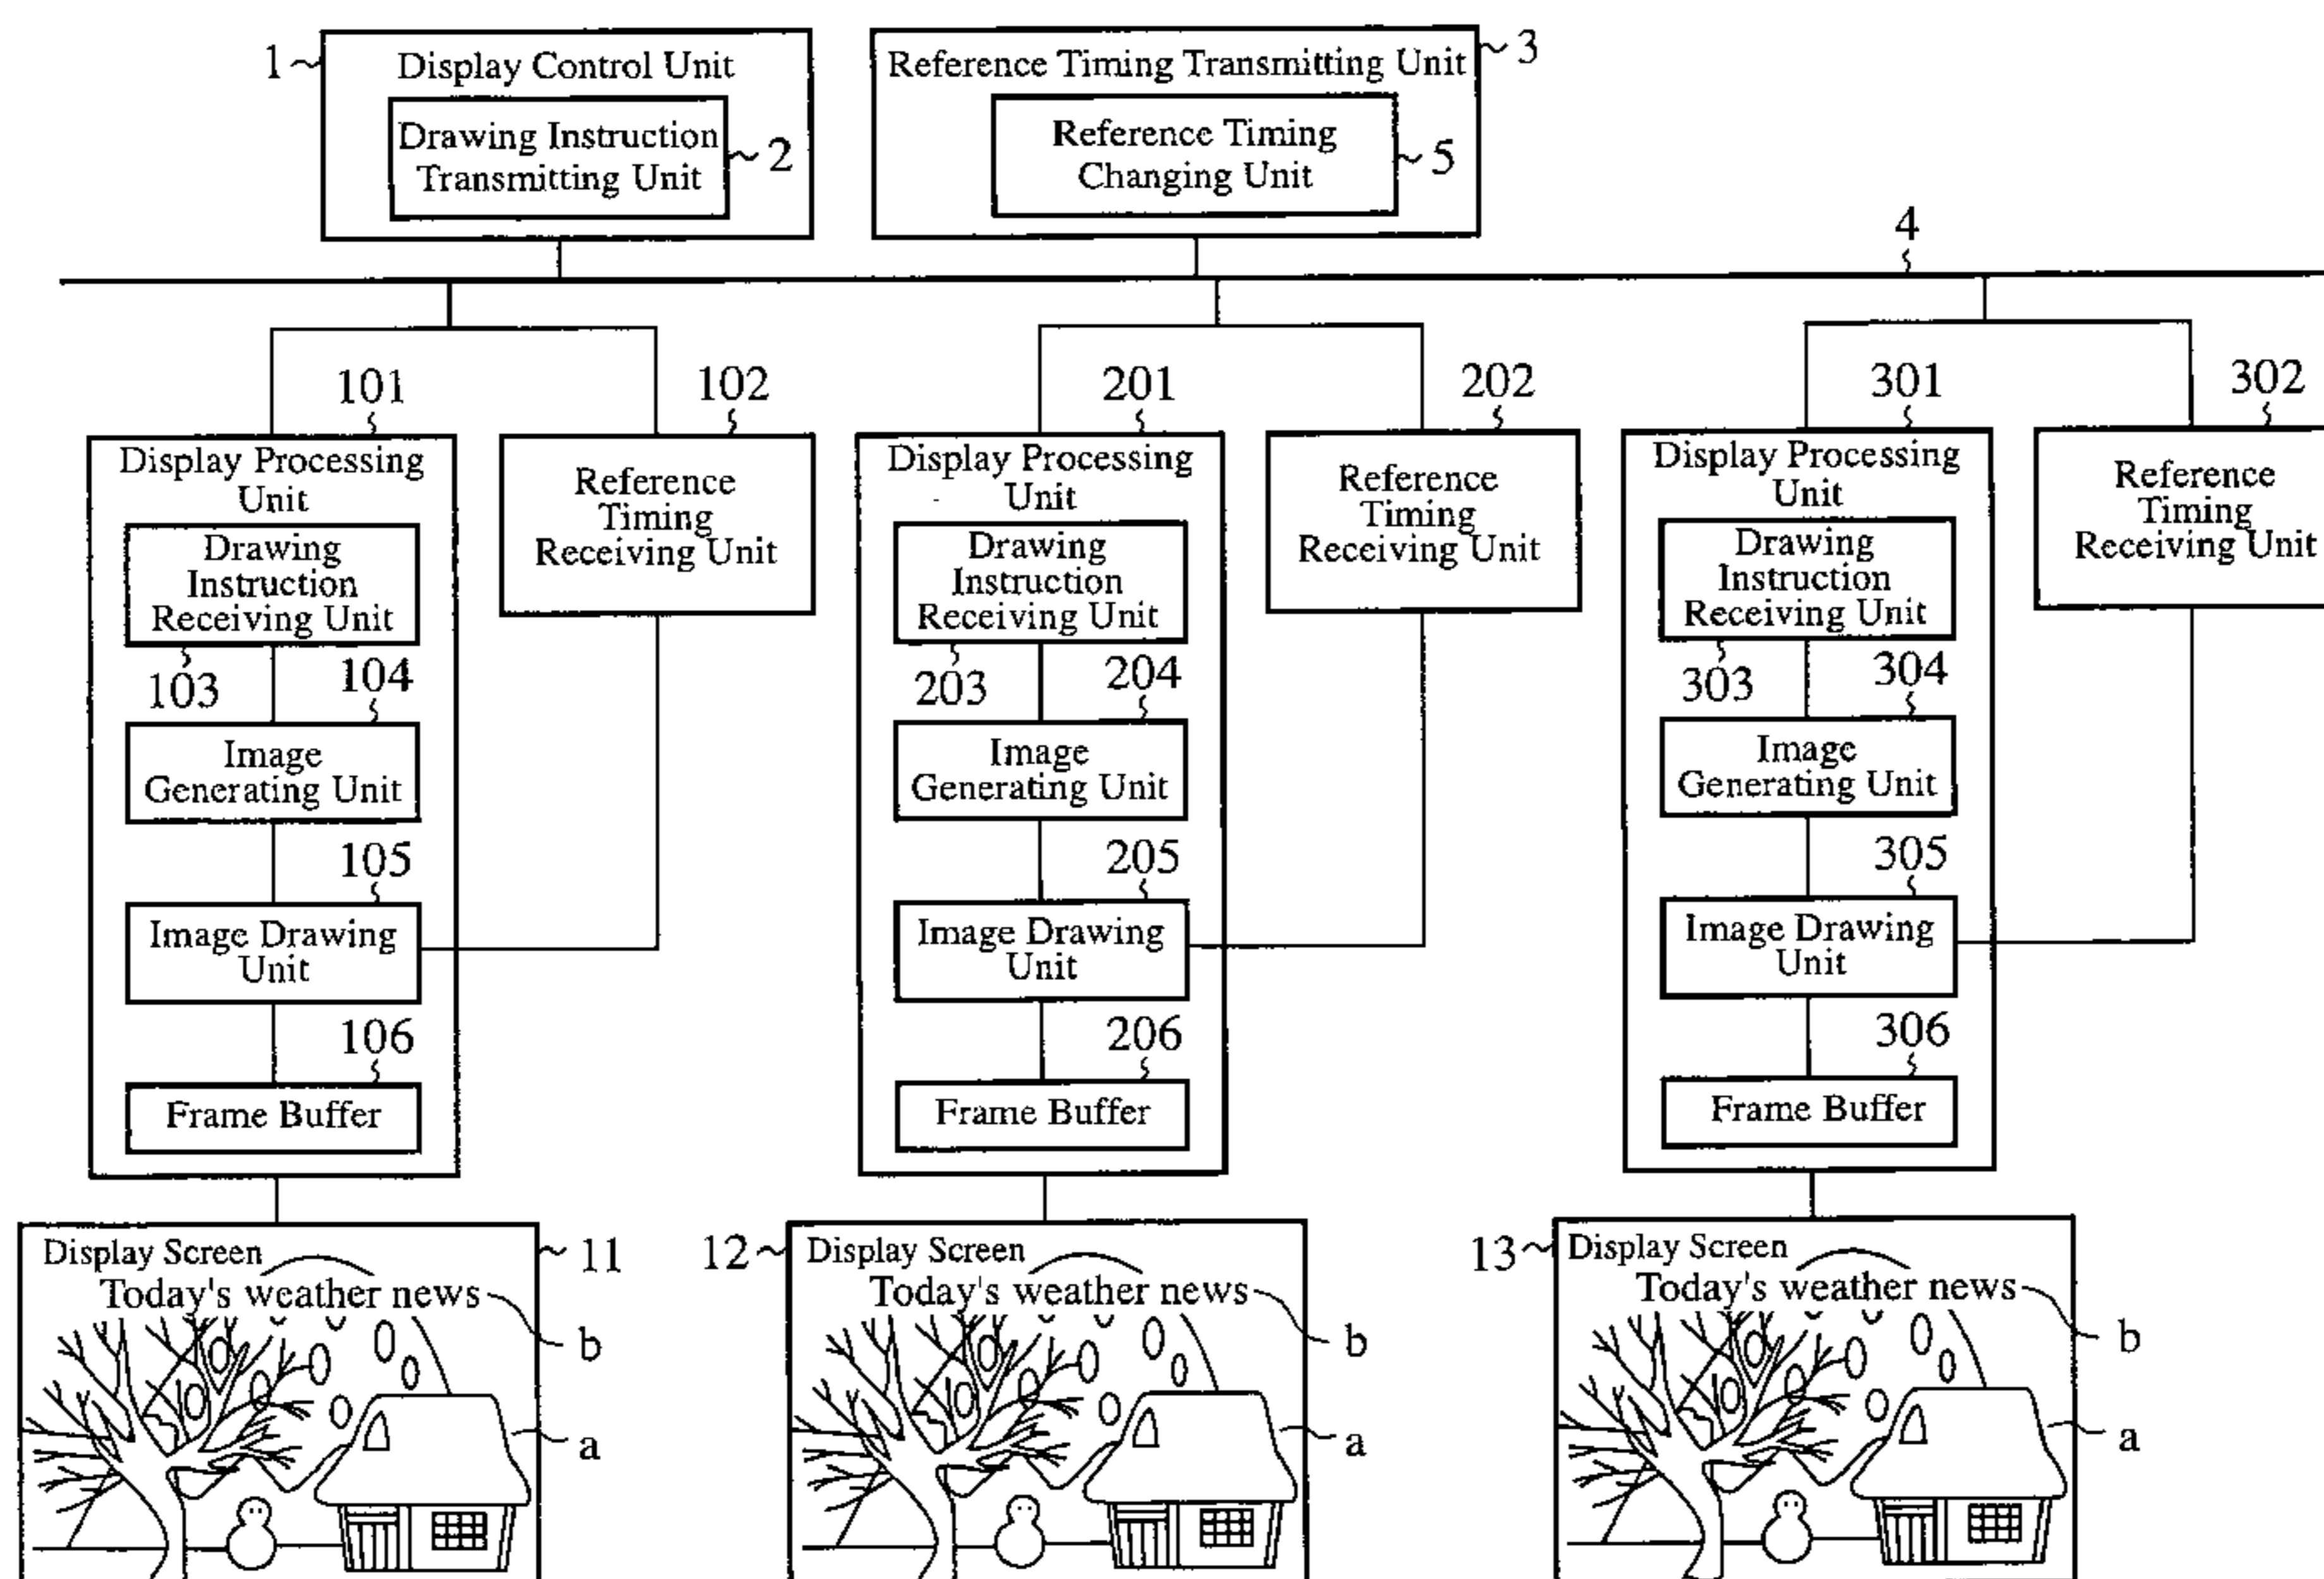 1
Display Control Unit
Drawing Instruction
Transmitting Unit
2
Reference Timing Transmitting Unit
3
Reference Timing
Changing Unit
5
4
101
Display Processing
Unit
Drawing
Instruction
Receiving Unit
103
104
Image
Generating Unit
105
Image Drawing
Unit
106
Frame Buffer
102
Reference
Timing
Receiving Unit
201
Display Processing
Unit
Drawing
Instruction
Receiving Unit
203
204
Image
Generating Unit
205
Image Drawing
Unit
206
Frame Buffer
202
Reference
Timing
Receiving Unit
301
Display Processing
Unit
Drawing
Instruction
Receiving Unit
303
304
Image
Generating Unit
305
Image Drawing
Unit
306
Frame Buffer
302
Reference
Timing
Receiving Unit
Display Screen
11
Today's weather news
b
a
12
Display Screen
Today's weather news
b
a
13
Display Screen
Today's weather news
b
a